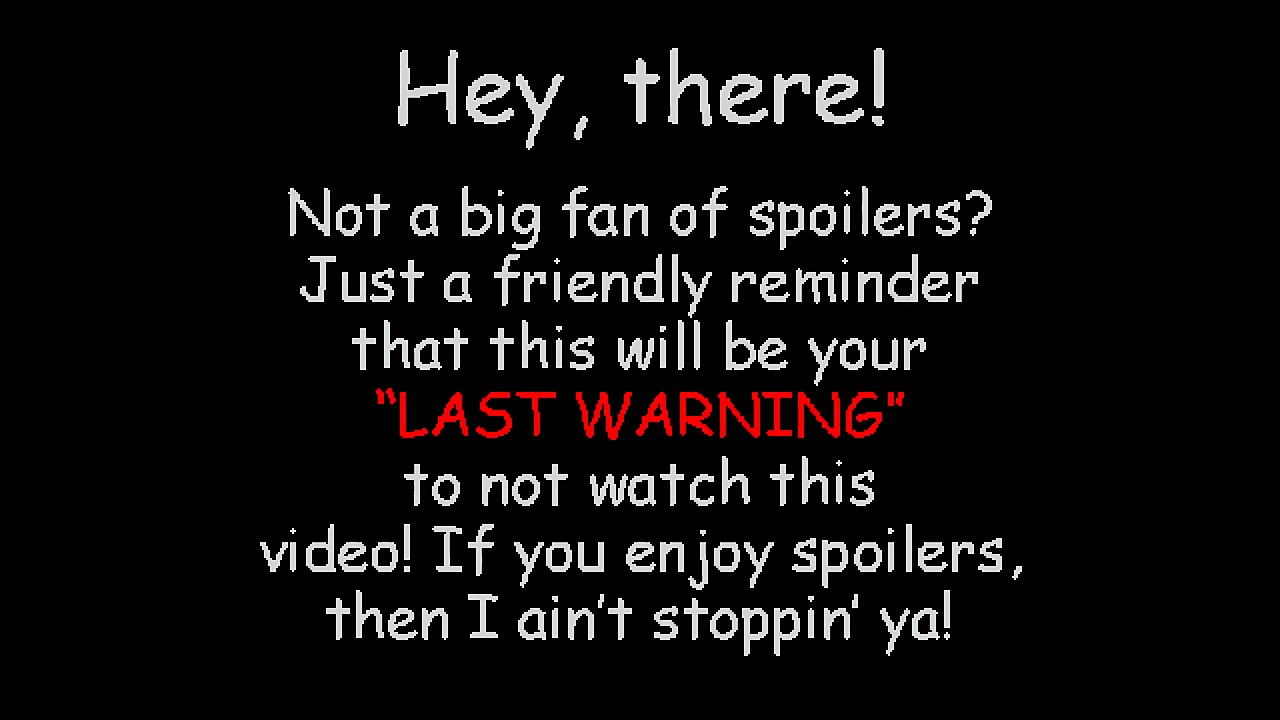 Hey, there!
Not a big fan of spoilers?
Just a friendly reminder
that this will be your
“LAST WARNING”
to not watch this
video! If you enjoy spoilers,
then I ain’t stoppin’ ya!